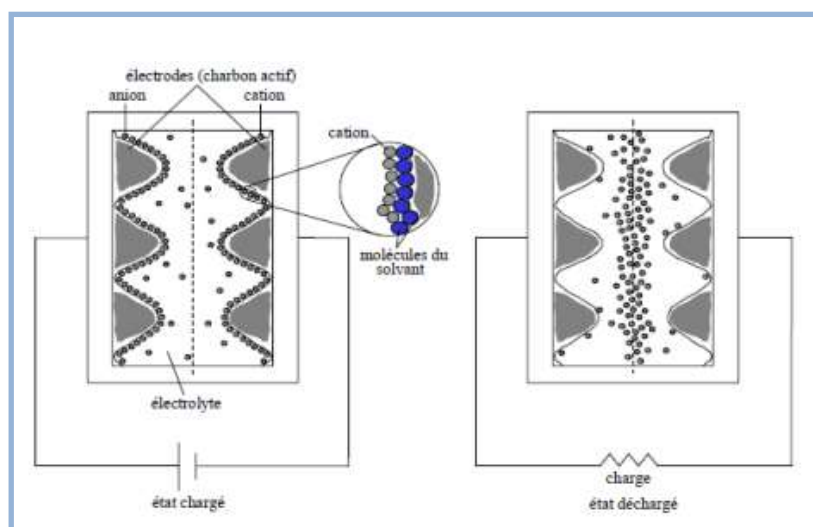 électrodes (charbon actif)
anion
cation
cation
molécules du
solvant
électrolyte
état chargé
charge
état déchargé